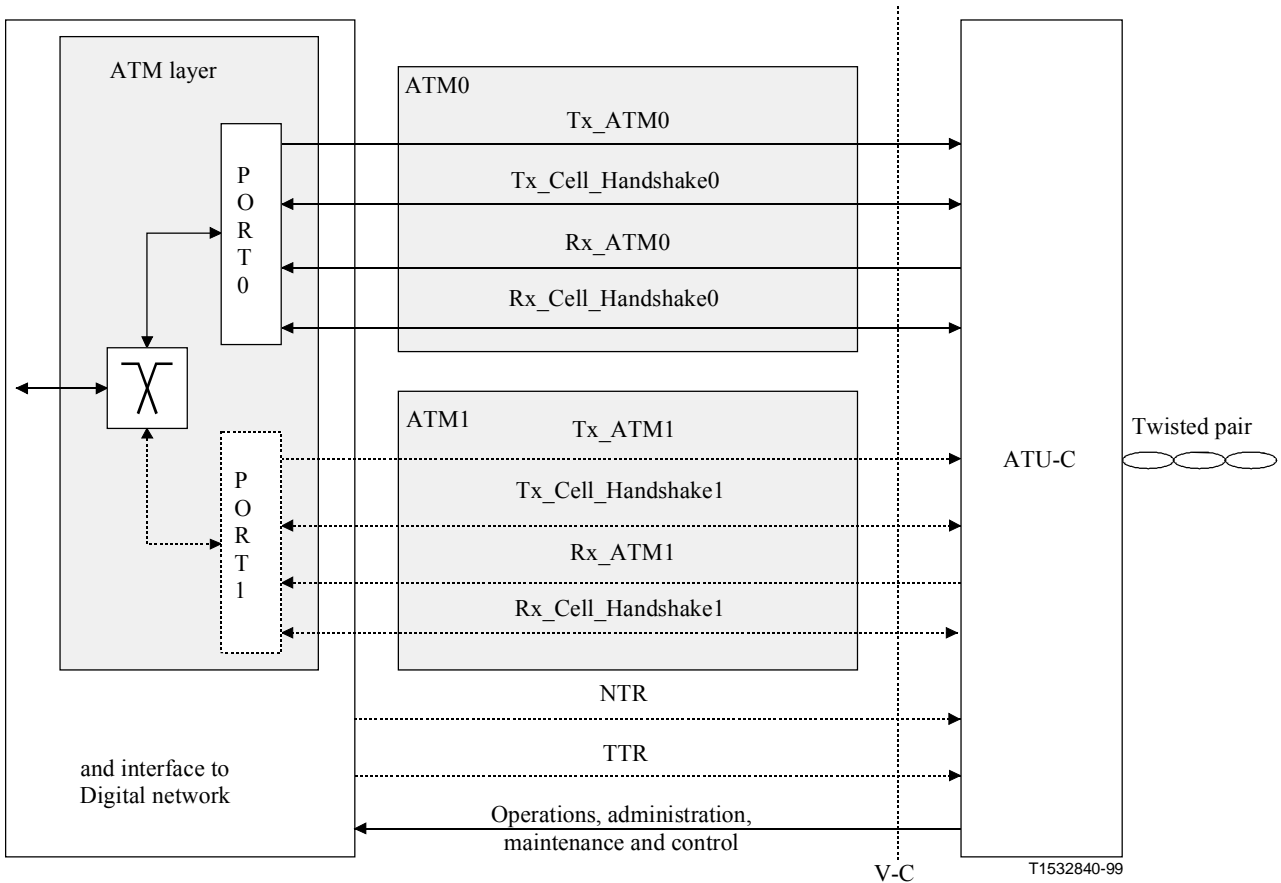 ATM layer
ATM0
Tx_ATM0
Tx_Cell_Handshake0
Rx_ATM0
Rx_Cell_Handshake0
P
O
R
T
0
ATM1
Tx_ATM1
Tx_Cell_Handshake1
Rx_ATM1
Rx_Cell_Handshake1
P
O
R
T
1
ATU-C
Twisted pair
NTR
TTR
and interface to
Digital network
Operations, administration,
maintenance and control
V-C
T1532840-99